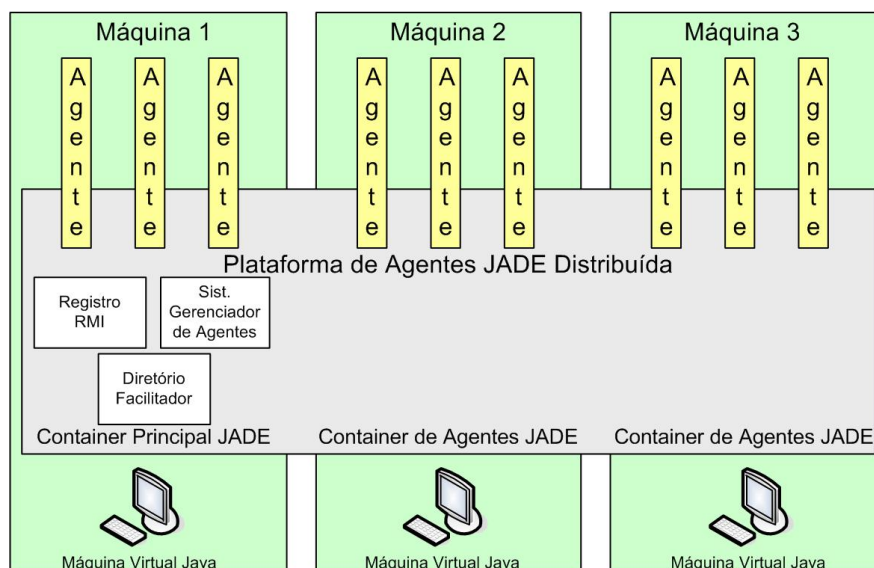 Máquina 1
Máquina 2
Máquina 3
Agente
Agente
Agente
Agente
Agente
Agente
Agente
Agente
Agente
Plataforma de Agentes JADE Distribuída
Registro
RMI
Sist.
Gerenciador
de Agentes
Diretório
Facilitador
Container Principal JADE
Container de Agentes JADE
Container de Agentes JADE
Máquina Virtual Java
Máquina Virtual Java
Máquina Virtual Java